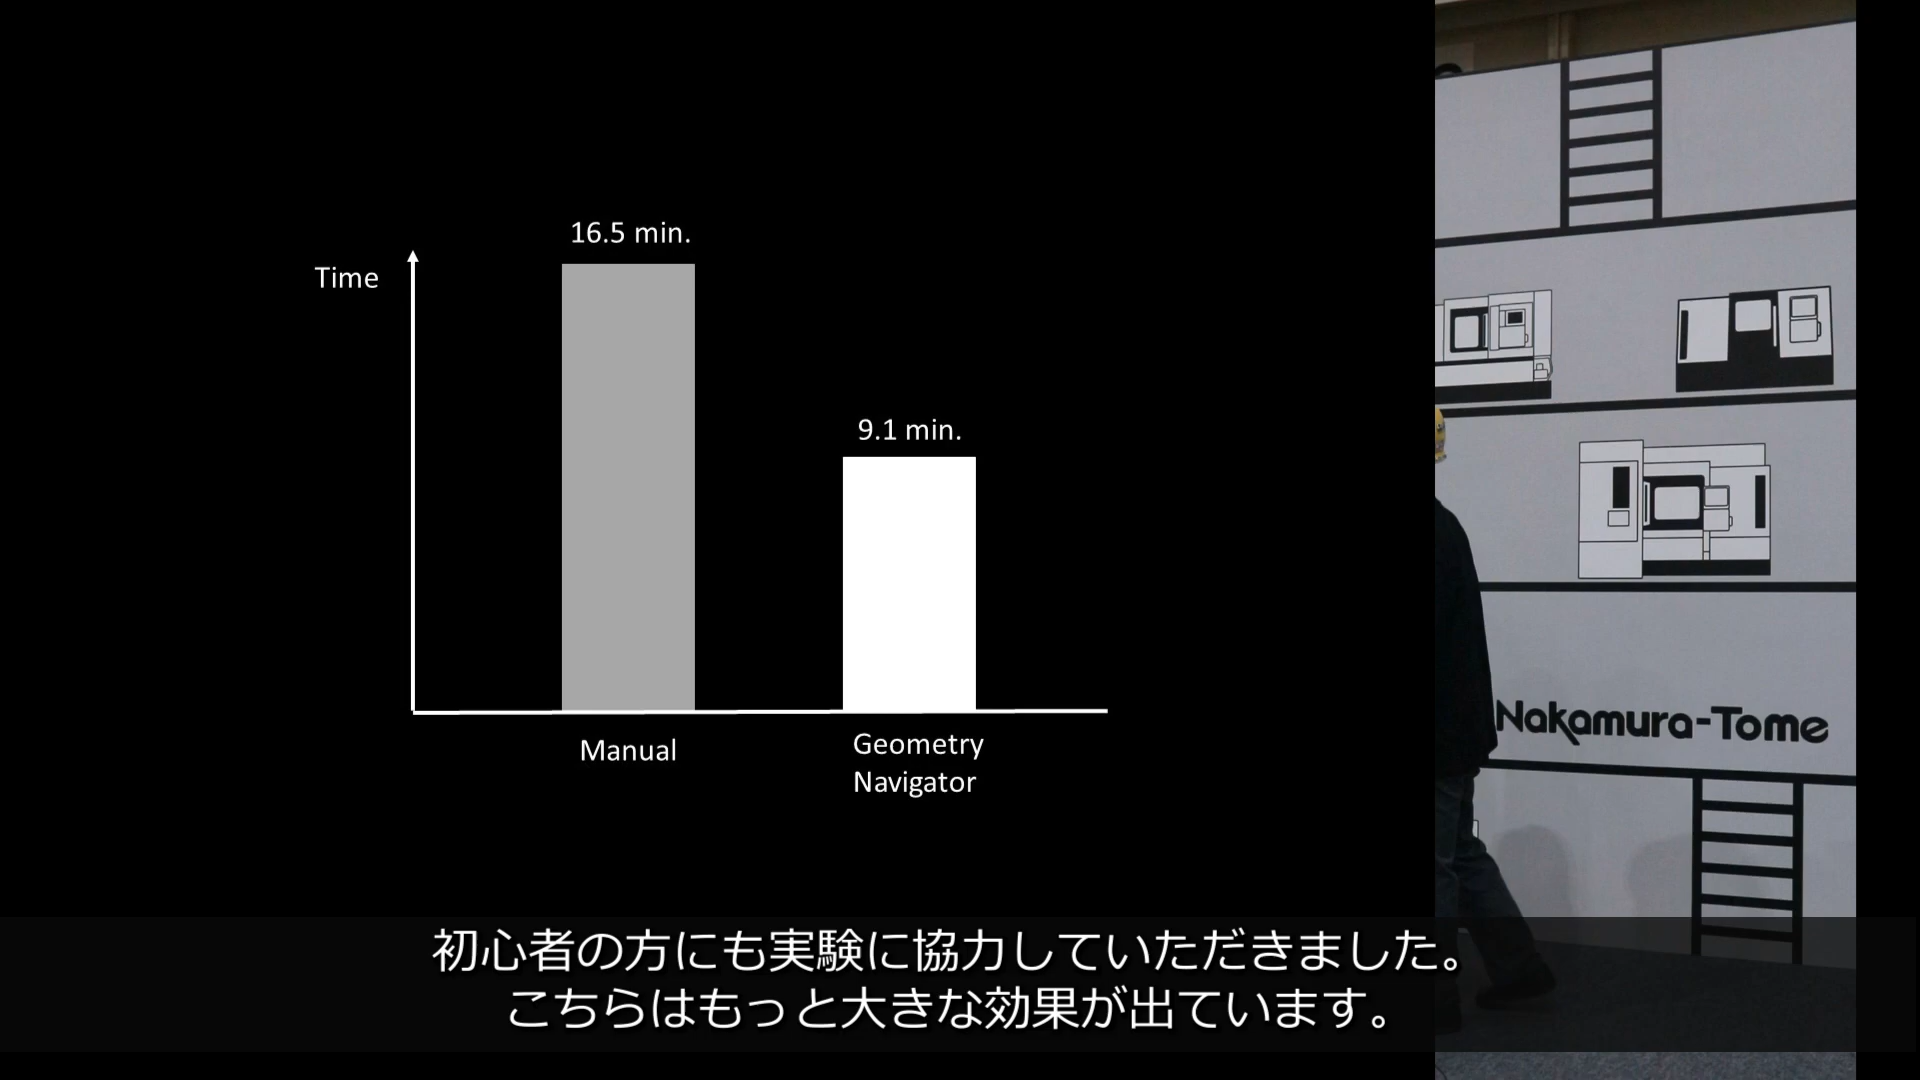 16.5 min.
Time
9.1 min.
Manual
Geometry
Navigator
Nakamura-Tome
初心者の方にも実験に協力していただきました。
こちらはもっと大きな効果が出ています。